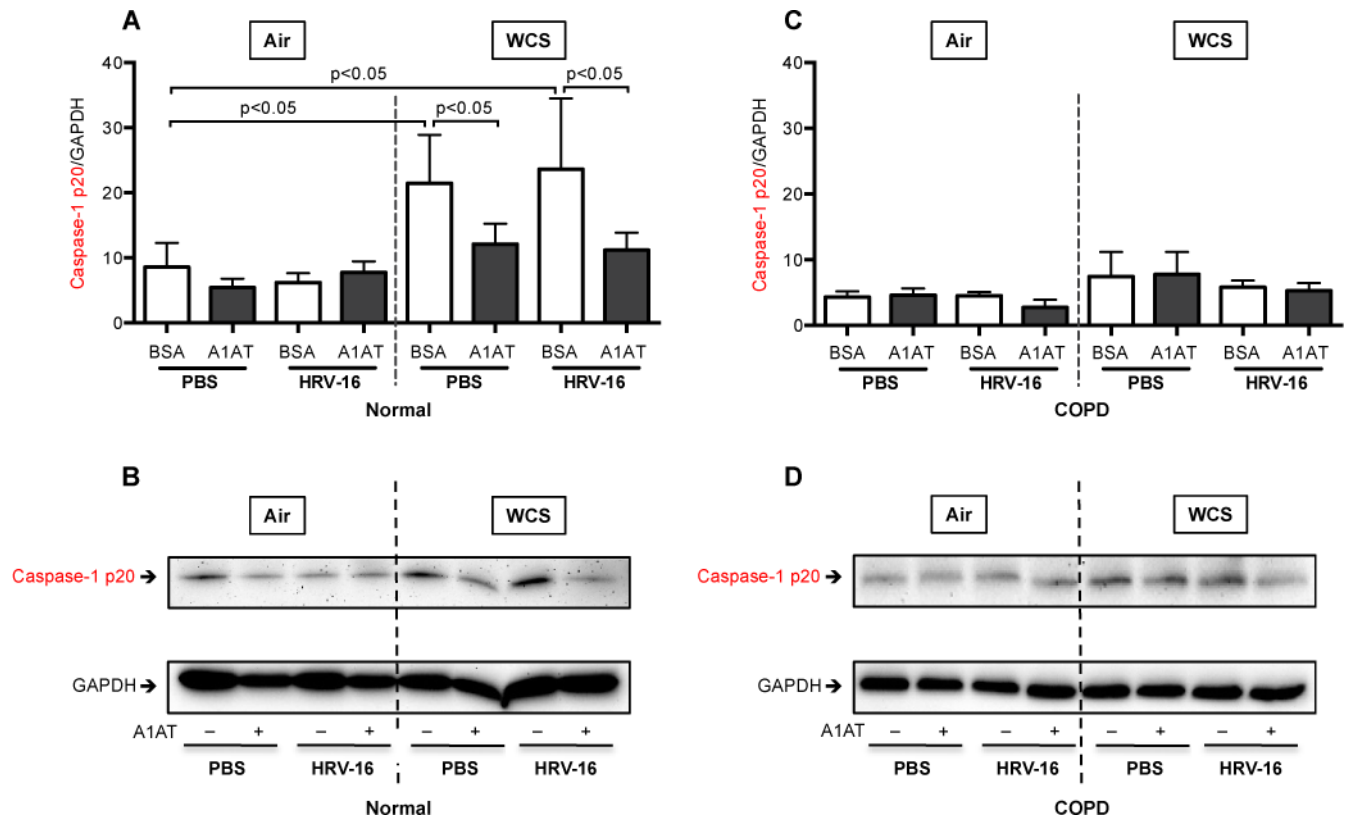 A
Air
WCS
Caspase-1 p20/GAPDH
40
30
20
10
0
p<0.05
p<0.05
p<0.05
p<0.05
BSA A1AT BSA A1AT BSA A1AT BSA A1AT
PBS HRV-16 PBS HRV-16
Normal
C
Air
WCS
Caspase-1 p20/GAPDH
40
30
20
10
0
BSA A1AT BSA A1AT BSA A1AT BSA A1AT
PBS HRV-16 PBS HRV-16
COPD
B
Air
WCS
Caspase-1 p20 →
GAPDH →
A1AT – + – + – + – +
PBS HRV-16 PBS HRV-16
Normal
D
Air
WCS
Caspase-1 p20 →
GAPDH →
A1AT – + – + – + – +
PBS HRV-16 PBS HRV-16
COPD